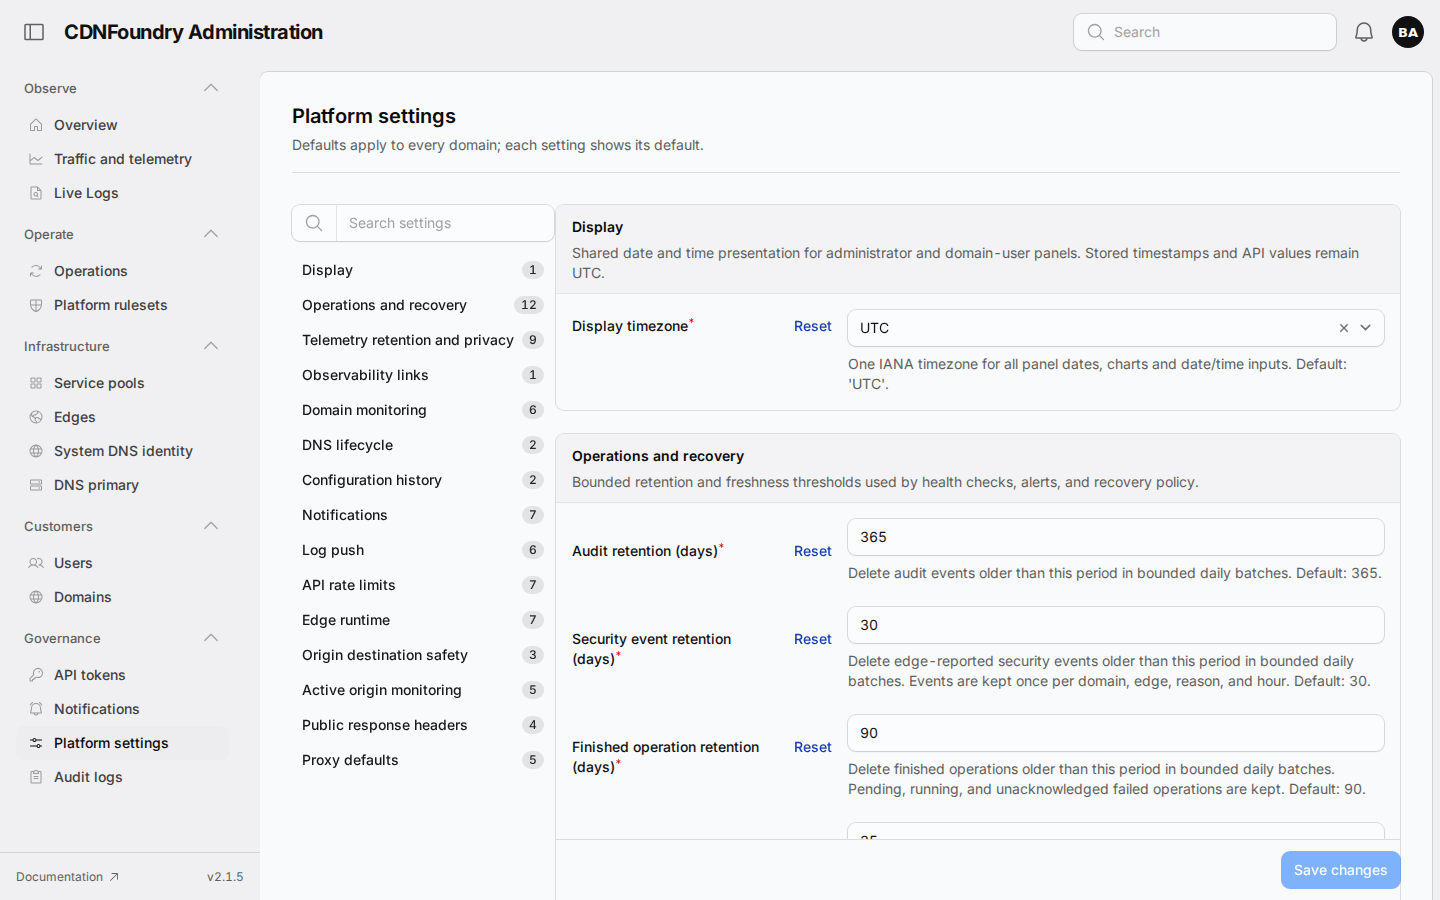 CDNFoundry Administration
Search
BA
Observe
Overview
Traffic and telemetry
Live Logs
Operate
Operations
Platform rulesets
Infrastructure
Service pools
Edges
System DNS identity
DNS primary
Customers
Users
Domains
Governance
API tokens
Notifications
Platform settings
Audit logs
Documentation
v2.1.5
Platform settings
Defaults apply to every domain; each setting shows its default.
Search settings
Display 1
Operations and recovery 12
Telemetry retention and privacy 9
Observability links 1
Domain monitoring 6
DNS lifecycle 2
Configuration history 2
Notifications 7
Log push 6
API rate limits 7
Edge runtime 7
Origin destination safety 3
Active origin monitoring 5
Public response headers 4
Proxy defaults 5
Display
Shared date and time presentation for administrator and domain-user panels. Stored timestamps and API values remain
UTC.
Display timezone*
Reset
UTC
One IANA timezone for all panel dates, charts and date/time inputs. Default:
'UTC'.
Operations and recovery
Bounded retention and freshness thresholds used by health checks, alerts, and recovery policy.
Audit retention (days)*
Reset
365
Delete audit events older than this period in bounded daily batches. Default: 365.
Security event retention
(days)*
Reset
30
Delete edge-reported security events older than this period in bounded daily
batches. Events are kept once per domain, edge, reason, and hour. Default: 30.
Finished operation retention
(days)*
Reset
90
Delete finished operations older than this period in bounded daily batches.
Pending, running, and unacknowledged failed operations are kept. Default: 90.
Save changes